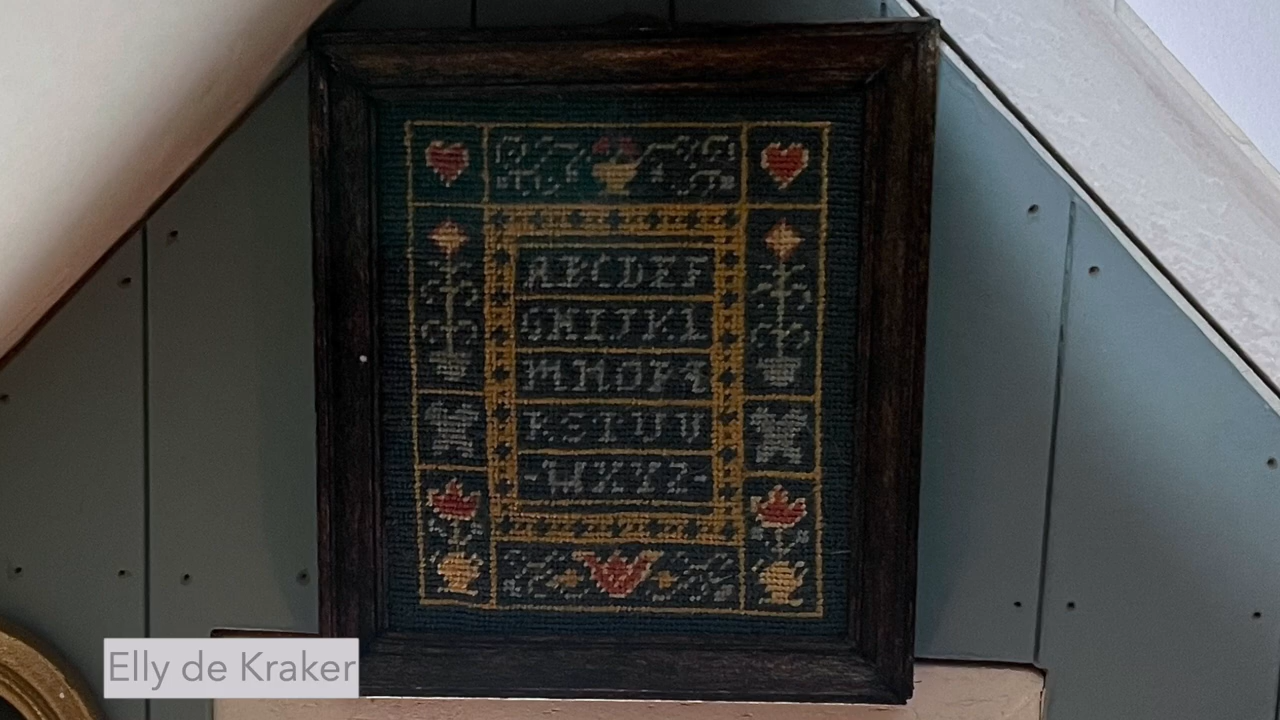 ABCDEF
GHIJKL
MNOPQ
RSTUV
-WXYZ-
Elly de Kraker